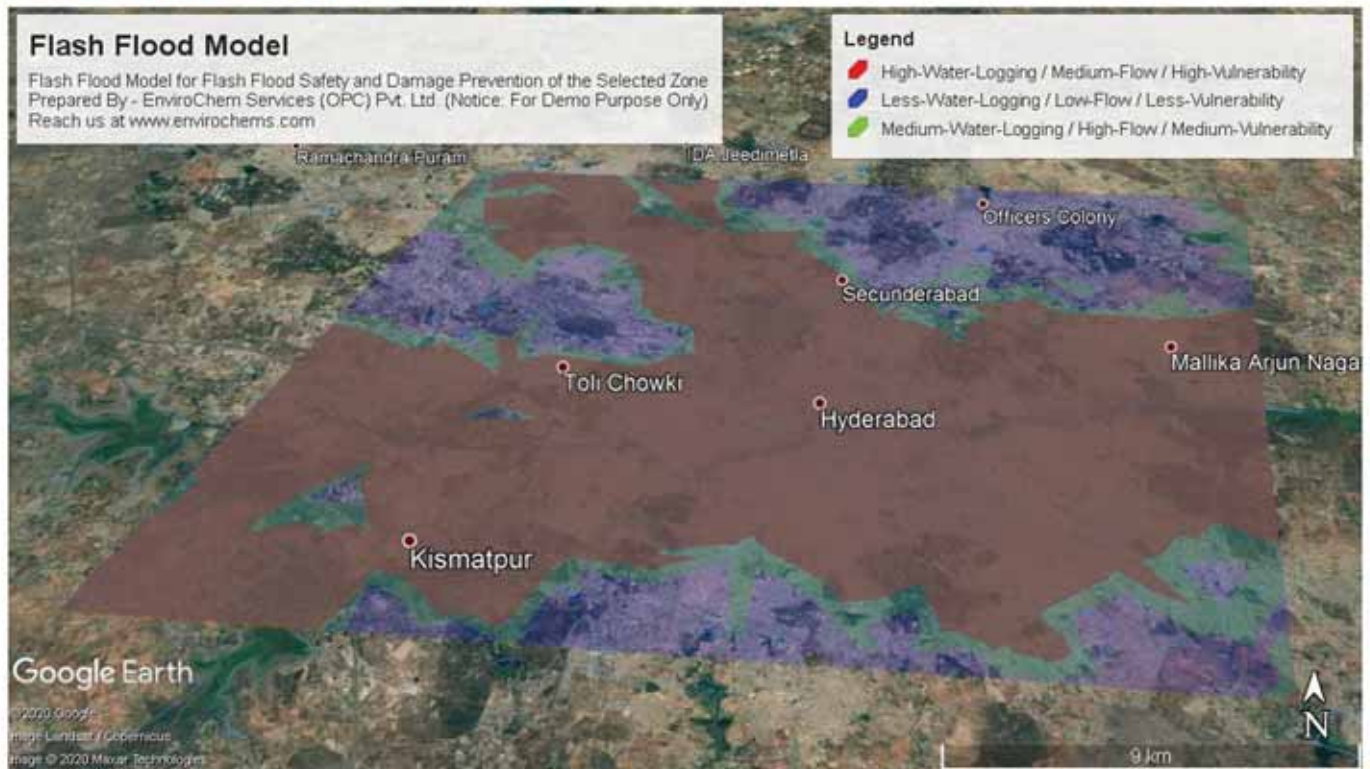 Flash Flood Model
Flash Flood Model for Flash Flood Safety and Damage Prevention of the Selected Zone
Prepared By - EnviroChem Services (OPC) Pvt. Ltd. (Notice: For Demo Purpose Only)
Reach us at www.envirochems.com
Legend
High-Water-Logging / Medium-Flow / High-Vulnerability
Less-Water-Logging / Low-Flow / Less-Vulnerability
Medium-Water-Logging / High-Flow / Medium-Vulnerability
Ramachandra Puram
IDA Jeedimetla
Officers Colony
Secunderabad
Mallika Arjun Naga
Toli Chowki
Hyderabad
Kismatpur
Google Earth
© 2020 Google
Image Landsat / Copernicus
Image © 2020 Maxar Technologies
N
9 km